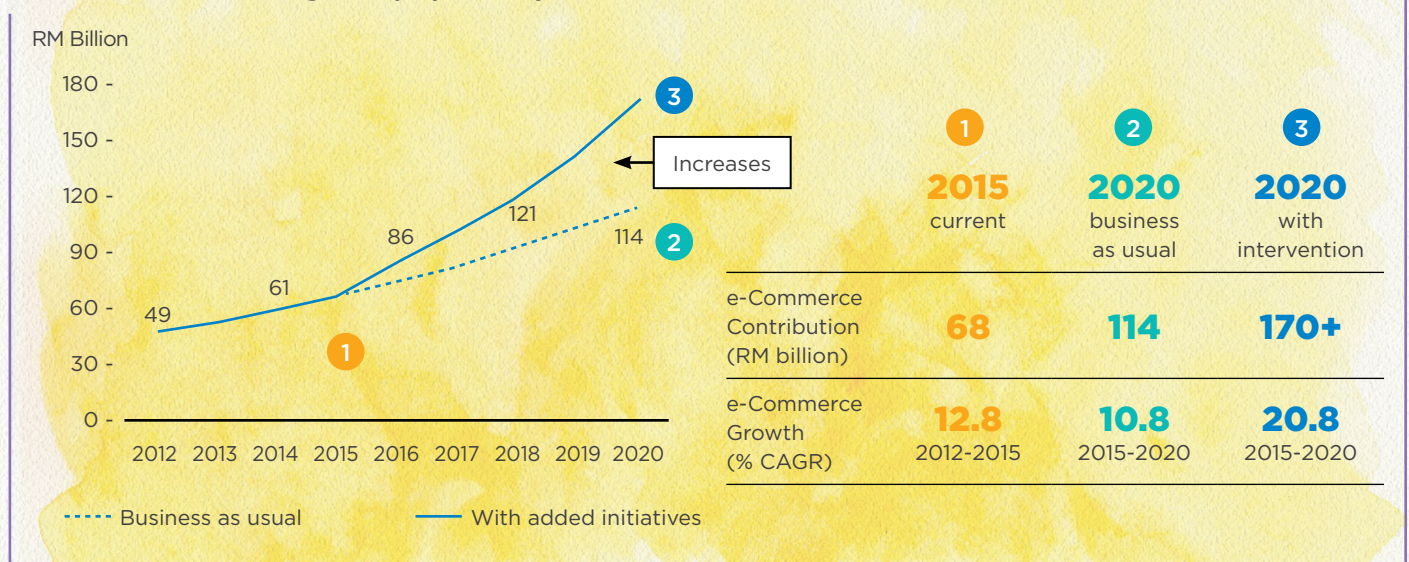 RM Billion
180 -
150 -
120 -
90 -
60 -
30 -
0 -
49
61
86
121
114
1
2
3
Increases
2012 2013 2014 2015 2016 2017 2018 2019 2020
Business as usual
With added initiatives
1 2 3
2015 2020 2020
current business with
as usual intervention
e-Commerce
Contribution 68 114 170+
(RM billion)
e-Commerce
Growth 12.8 10.8 20.8
(% CAGR) 2012-2015 2015-2020 2015-2020